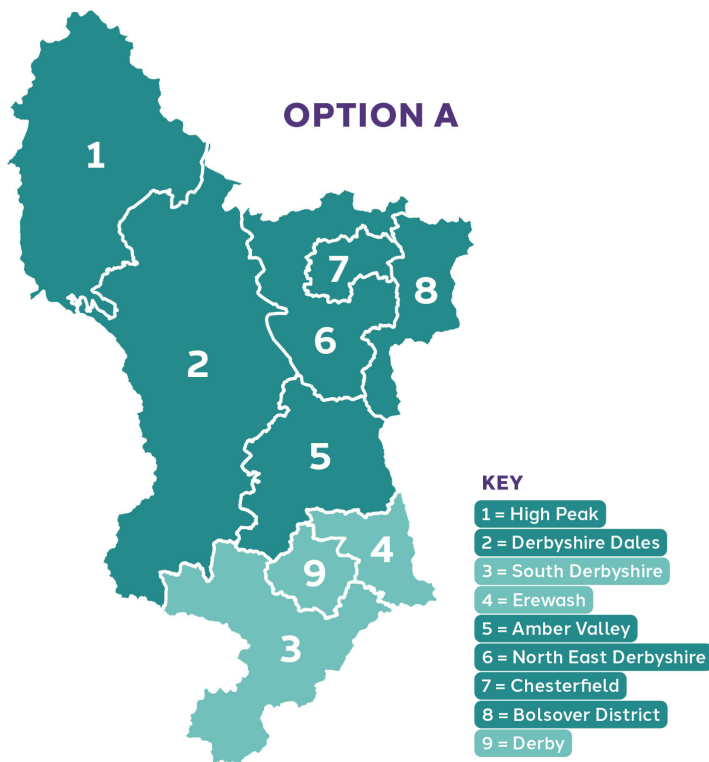 OPTION A
1
7
8
6
2
5
4
9
3
KEY
1 = High Peak
2 = Derbyshire Dales
3 = South Derbyshire
4 = Erewash
5 = Amber Valley
6 = North East Derbyshire
7 = Chesterfield
8 = Bolsover District
9 = Derby